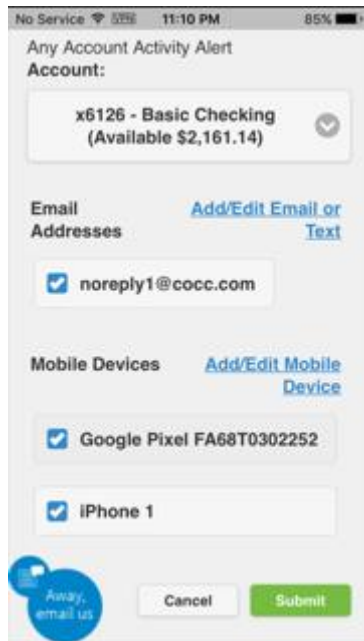 No Service 11:10 PM 85%
Any Account Activity Alert
Account:
x6126 - Basic Checking
(Available $2,161.14)
Email Addresses
Add/Edit Email or Text
noreply1@cocc.com
Mobile Devices
Add/Edit Mobile Device
Google Pixel FA68T0302252
iPhone 1
Away,
email us
Cancel
Submit